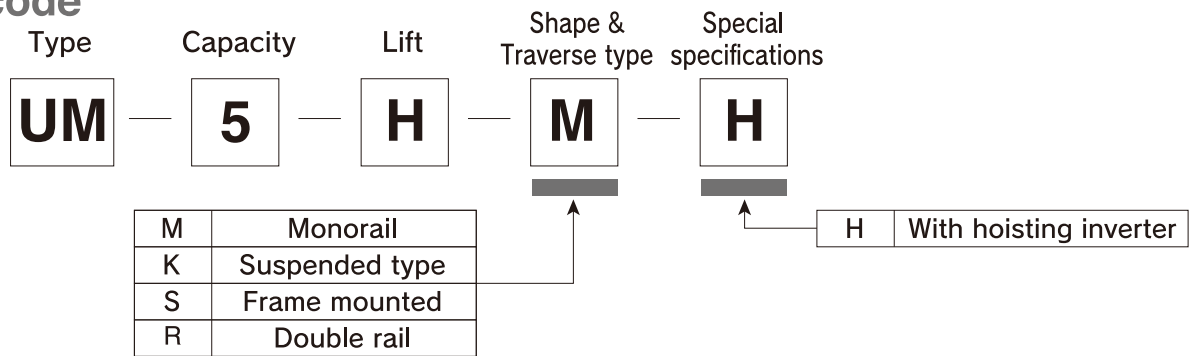 code
Type Capacity Lift Shape & Traverse type Special specifications
UM — 5 — H — M — H
M Monorail
K Suspended type
S Frame mounted
R Double rail
H With hoisting inverter